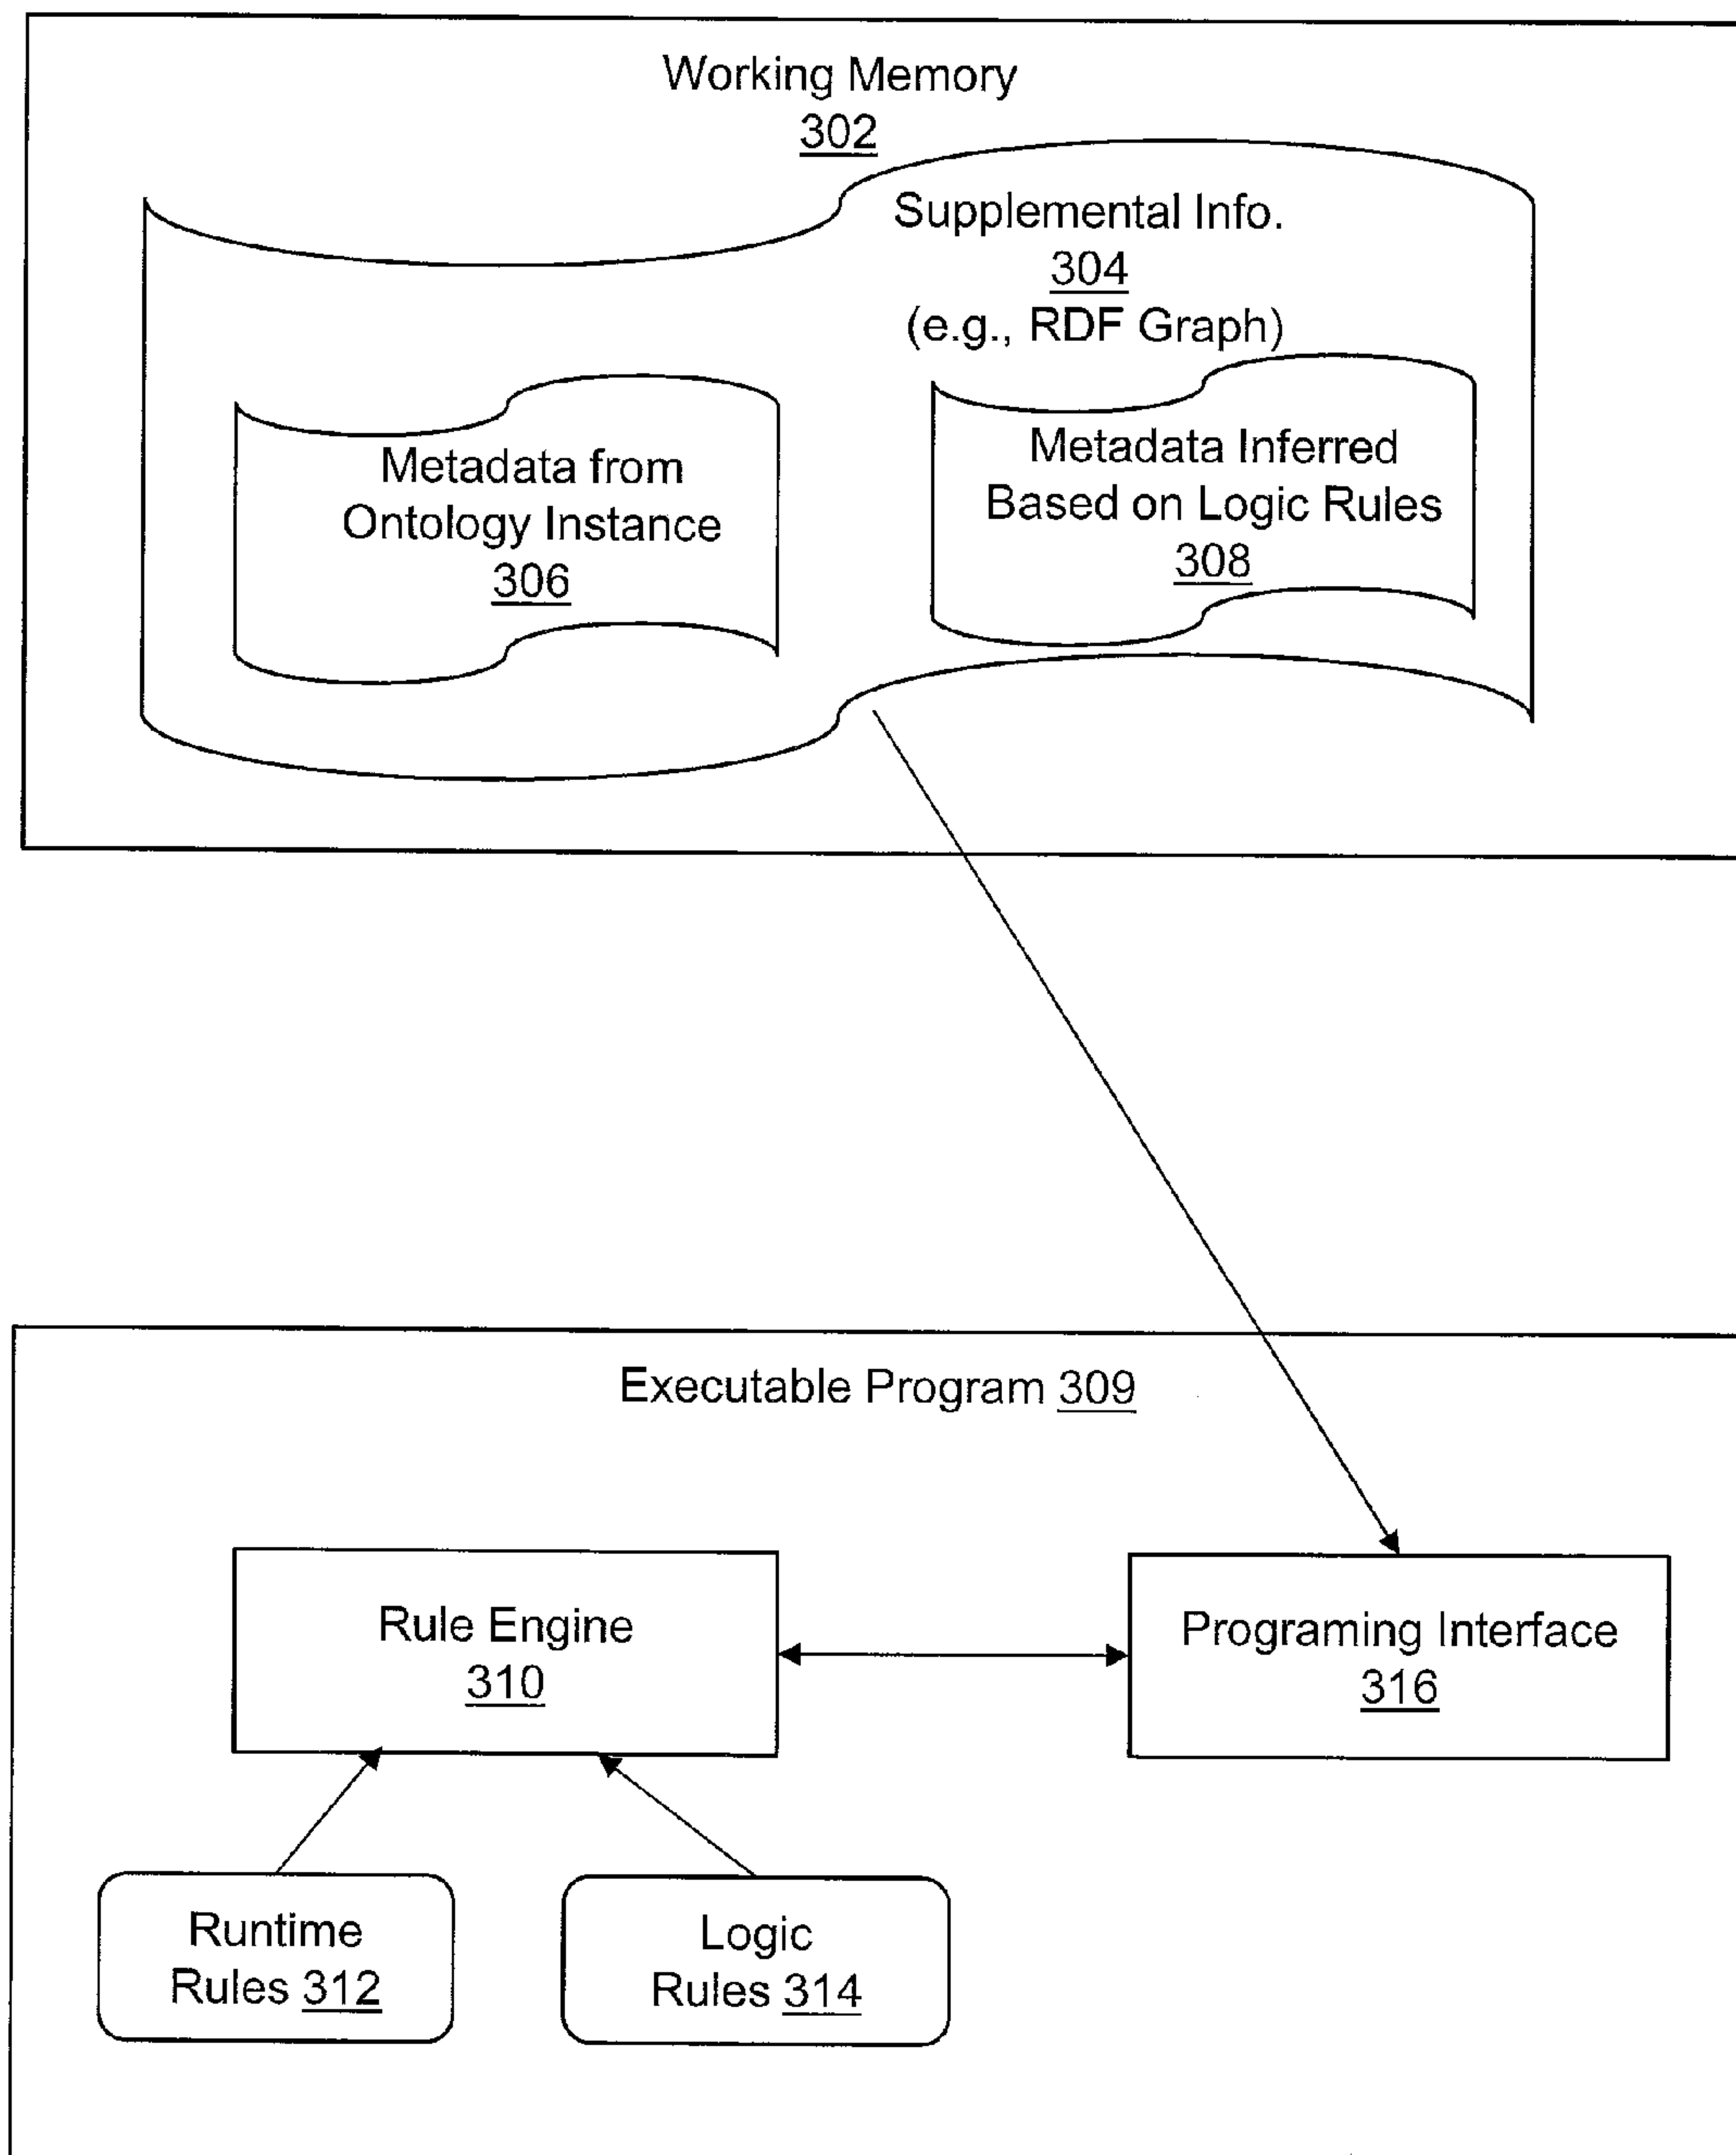 Working Memory
302
Supplemental Info.
304
(e.g., RDF Graph)
Metadata from
Ontology Instance
306
Metadata Inferred
Based on Logic Rules
308
Executable Program 309
Rule Engine
310
Programing Interface
316
Runtime
Rules 312
Logic
Rules 314